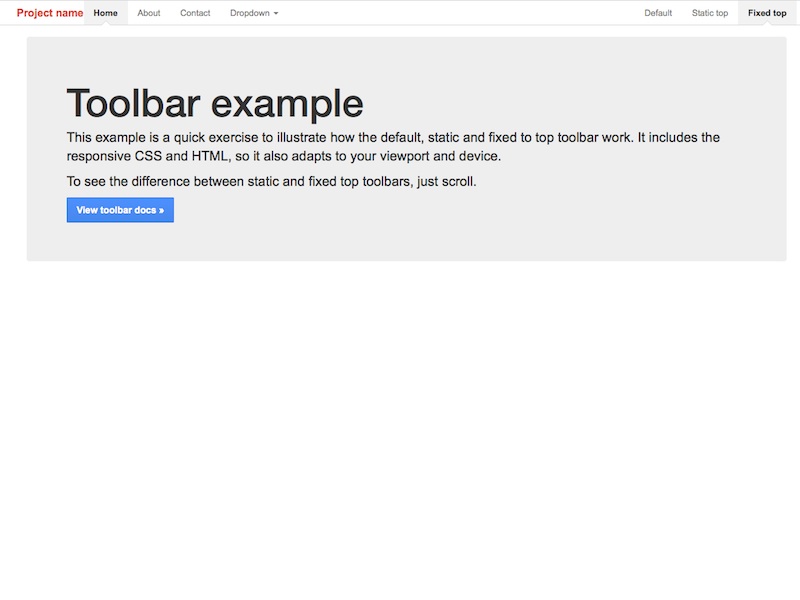 Project name Home About Contact Dropdown Default Static top Fixed top
Toolbar example
This example is a quick exercise to illustrate how the default, static and fixed to top toolbar work. It includes the
responsive CSS and HTML, so it also adapts to your viewport and device.
To see the difference between static and fixed top toolbars, just scroll.
View toolbar docs »